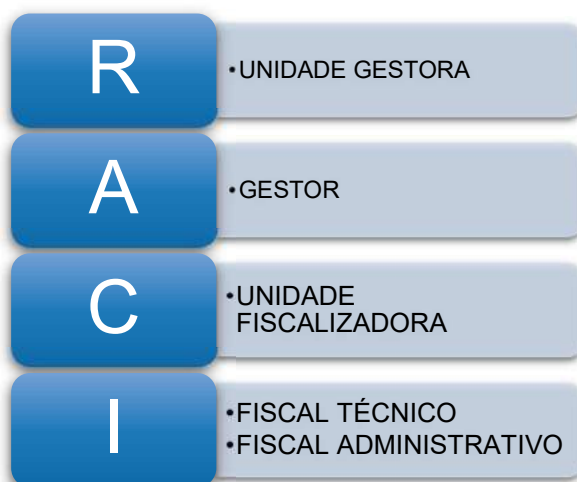 R
•UNIDADE GESTORA
A
•GESTOR
C
•UNIDADE
FISCALIZADORA
I
•FISCAL TÉCNICO
•FISCAL ADMINISTRATIVO